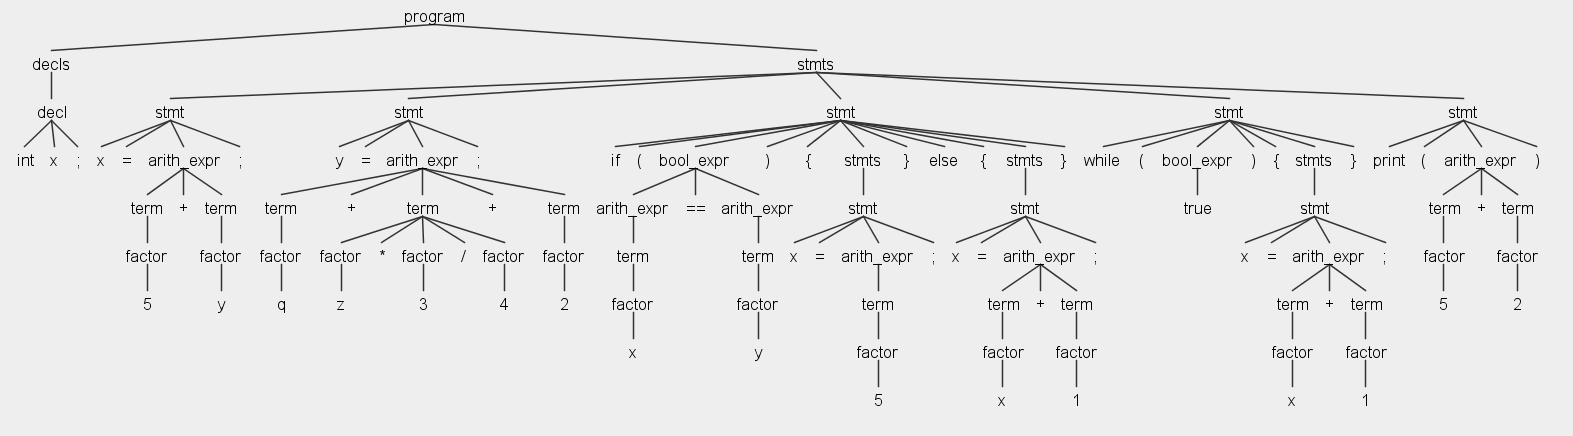 program
decls stmts
decl stmt stmt stmt stmt stmt
int x ; x = arith_expr ; y = arith_expr ; if ( bool_expr ) { stmts } else { stmts } while ( bool_expr ) { stmts } print ( arith_expr )
term + term term + term + term arith_expr == arith_expr stmt stmt true stmt term + term
factor factor factor factor * factor / factor factor term term x = arith_expr ; x = arith_expr ; x = arith_expr ; factor factor
5 y q z 3 4 2 factor factor term term + term term + term 5 2
x y factor factor factor factor factor
5 x 1 x 1